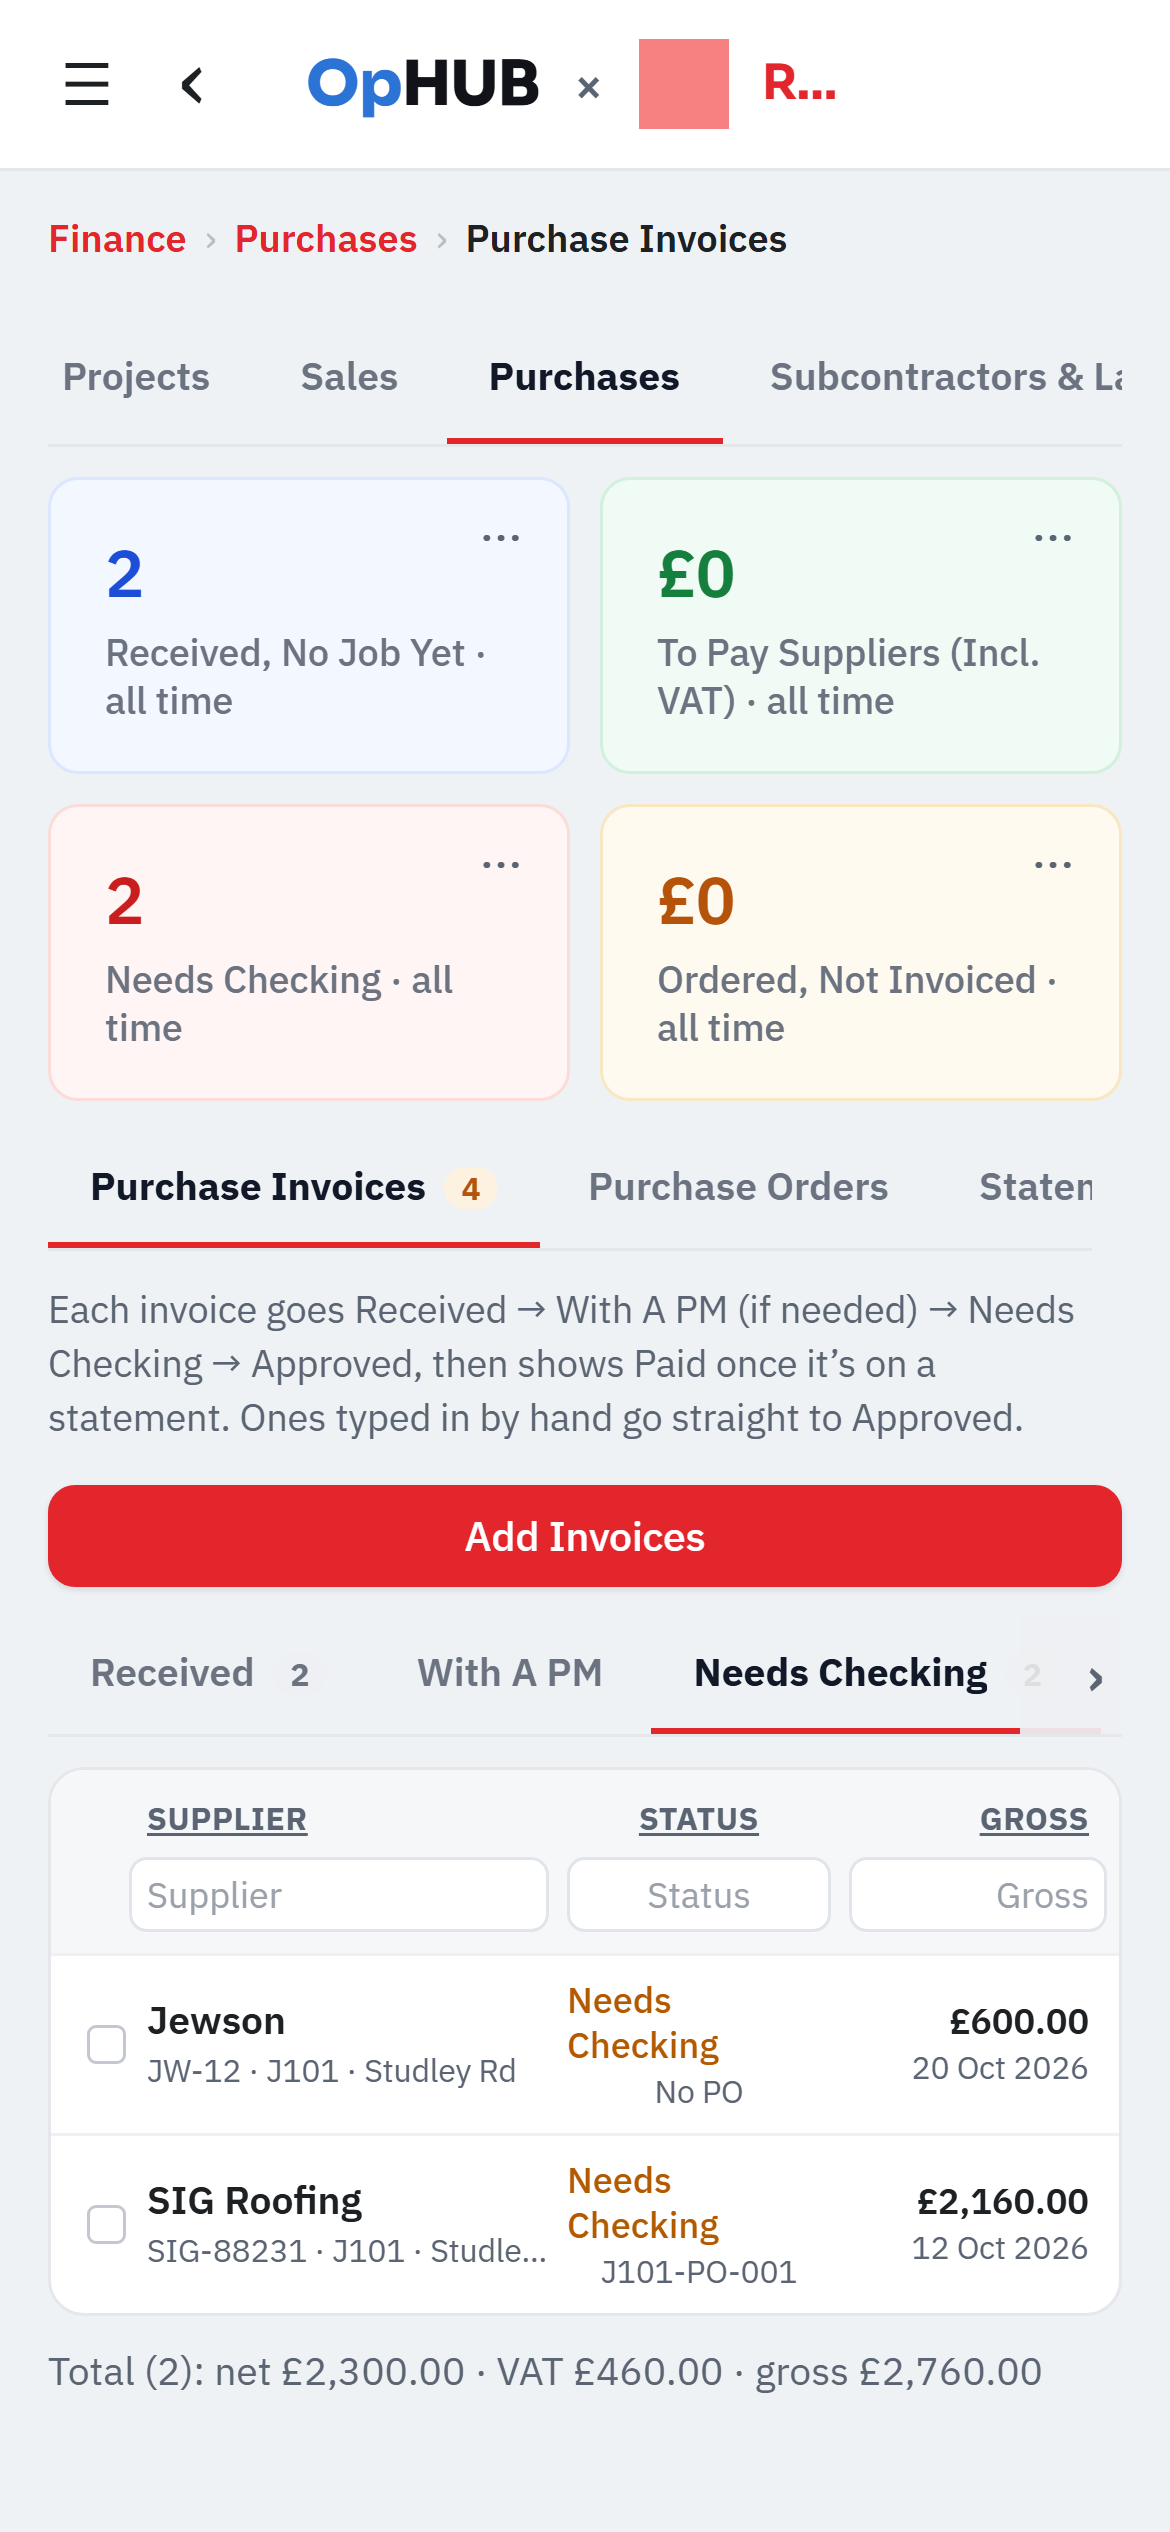 OpHUB × R...
Finance › Purchases › Purchase Invoices
Projects Sales Purchases Subcontractors &
2
Received, No Job Yet ·
all time
£0
To Pay Suppliers (Incl.
VAT) · all time
2
Needs Checking · all
time
£0
Ordered, Not Invoiced ·
all time
Purchase Invoices 4 Purchase Orders
Each invoice goes Received → With A PM (if needed) → Needs
Checking → Approved, then shows Paid once it’s on a
statement. Ones typed in by hand go straight to Approved.
Add Invoices
Received 2 With A PM Needs Checking 2 ›
SUPPLIER STATUS GROSS
Supplier Status Gross
Jewson
JW-12 · J101 · Studley Rd
Needs
Checking
No PO
£600.00
20 Oct 2026
SIG Roofing
SIG-88231 · J101 · Studle...
Needs
Checking
J101-PO-001
£2,160.00
12 Oct 2026
Total (2): net £2,300.00 · VAT £460.00 · gross £2,760.00